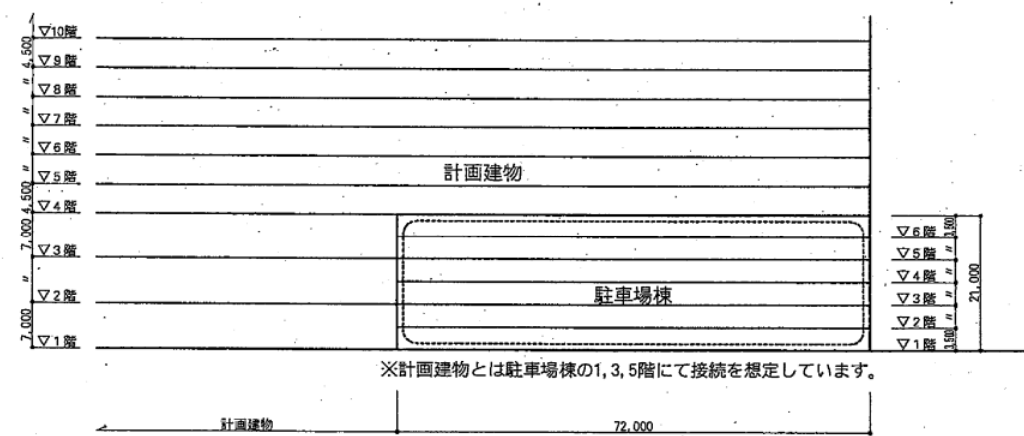 ▽10階
4,500
▽9階
〃
▽8階
〃
▽7階
〃
▽6階
〃
▽5階
4,500
▽4階
7,000
▽3階
〃
▽2階
7,000
▽1階
計画建物
駐車場棟
▽6階 3,500
▽5階 〃
▽4階 〃
▽3階 〃
▽2階 〃
▽1階 3,500
21,000
※計画建物とは駐車場棟の1,3,5階にて接続を想定しています。
計画建物
72,000